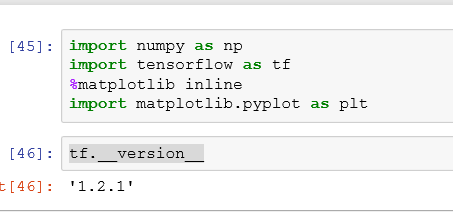 [45]: import numpy as np
import tensorflow as tf
%matplotlib inline
import matplotlib.pyplot as plt
[46]: tf.__version__
t[46]: '1.2.1'